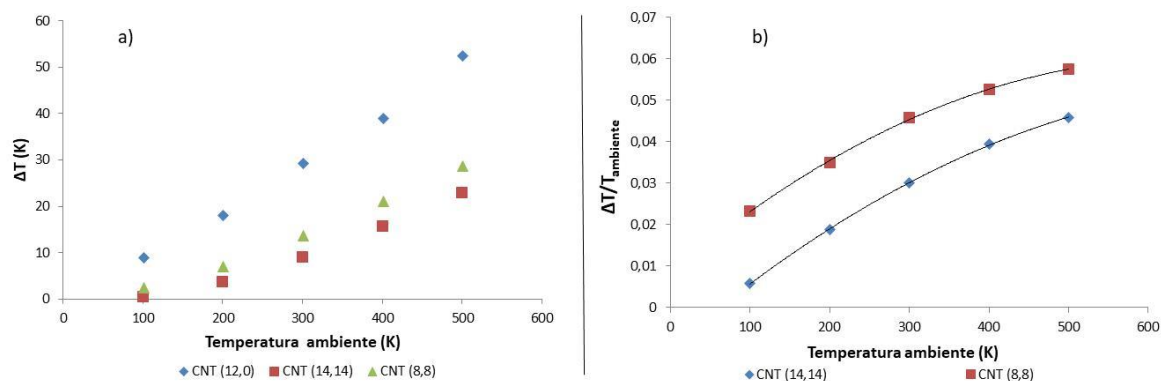 a)
ΔT (K)
60
50
40
30
20
10
0
0 100 200 300 400 500 600
Temperatura ambiente (K)
CNT (12,0) CNT (14,14) CNT (8,8)
b)
ΔT/Tambiente
0,07
0,06
0,05
0,04
0,03
0,02
0,01
0
0 100 200 300 400 500 600
Temperatura ambiente (K)
CNT (14,14) CNT (8,8)